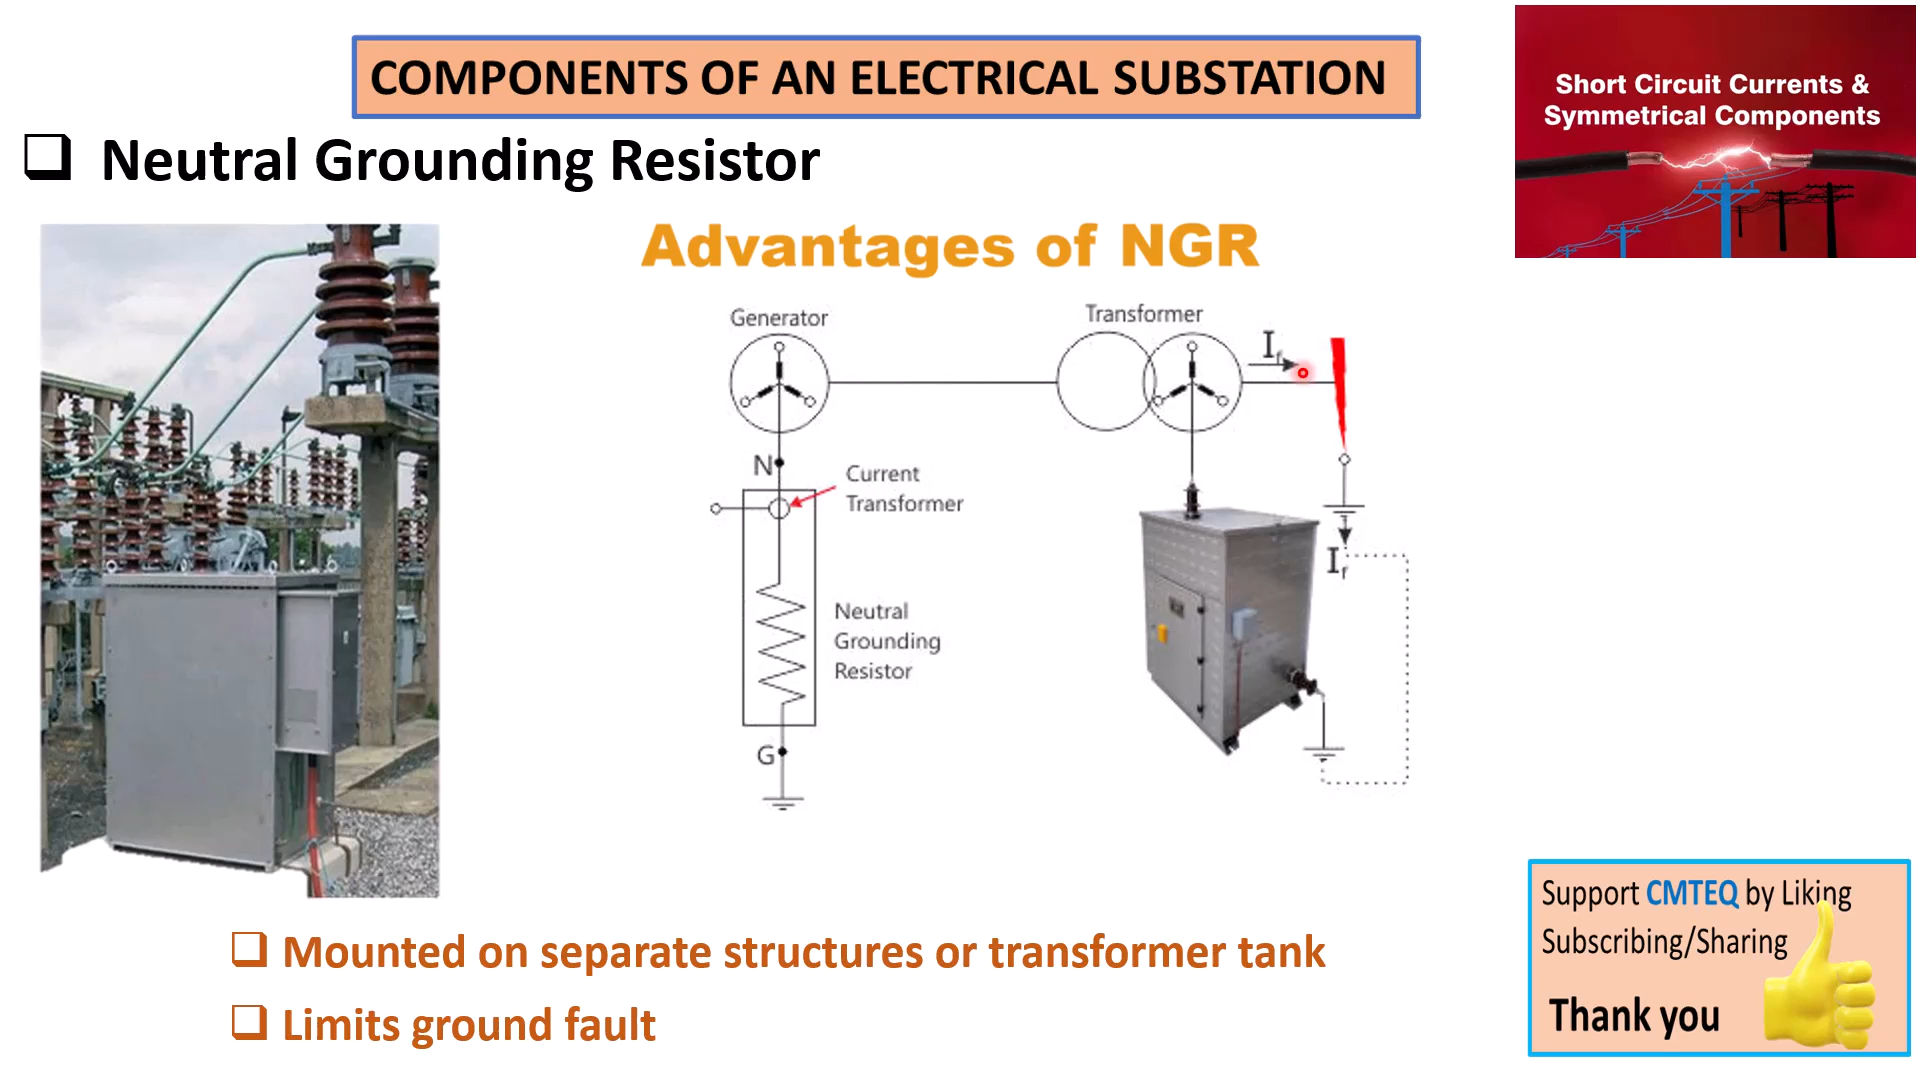 COMPONENTS OF AN ELECTRICAL SUBSTATION
Short Circuit Currents &
Symmetrical Components
Neutral Grounding Resistor
Advantages of NGR
Generator
Transformer
If
N
Current
Transformer
If
Neutral
Grounding
Resistor
G
Mounted on separate structures or transformer tank
Limits ground fault
Support CMTEQ by Liking
Subscribing/Sharing
Thank you